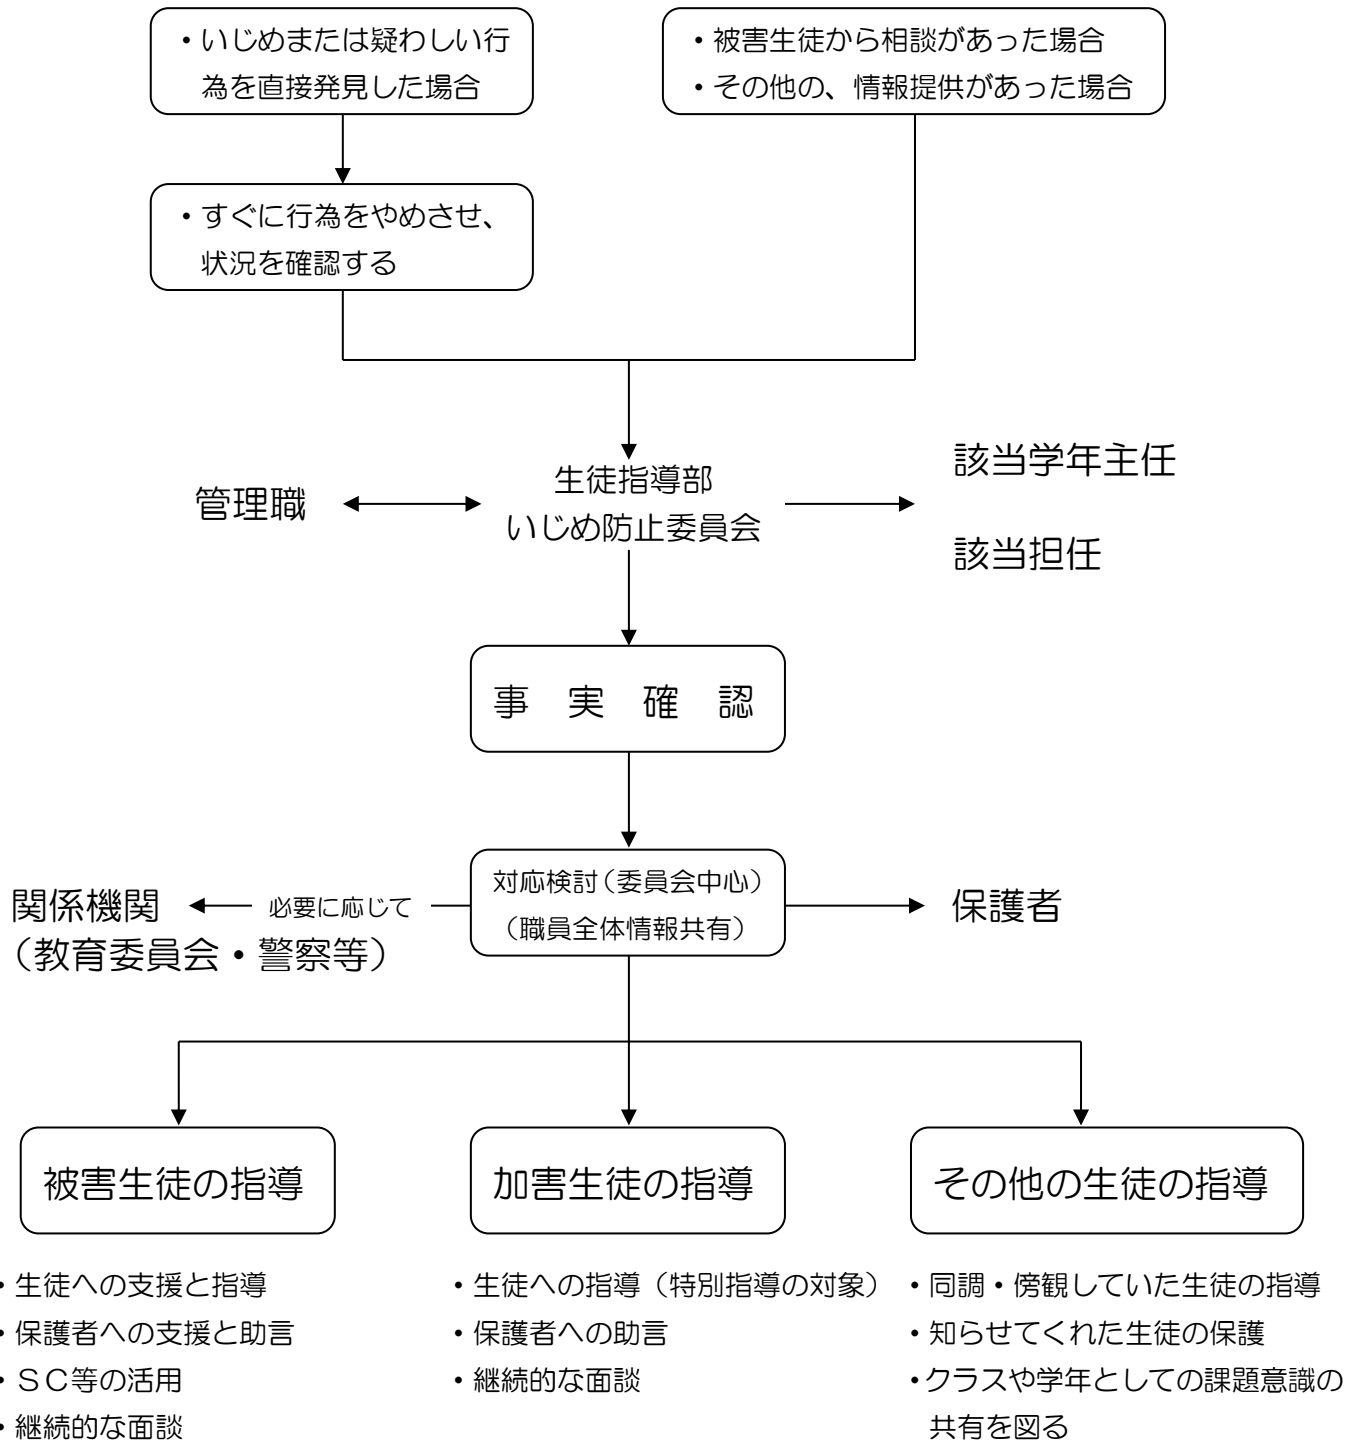 ・いじめまたは疑わしい行
為を直接発見した場合
・被害生徒から相談があった場合
・その他の、情報提供があった場合
・すぐに行為をやめさせ、
状況を確認する
管理職
生徒指導部
いじめ防止委員会
該当学年主任
該当担任
事 実 確 認
関係機関
(教育委員会・警察等)
必要に応じて
対応検討(委員会中心)
(職員全体情報共有)
保護者
被害生徒の指導
・生徒への支援と指導
・保護者への支援と助言
・SC等の活用
・継続的な面談
加害生徒の指導
・生徒への指導(特別指導の対象)
・保護者への助言
・継続的な面談
その他の生徒の指導
・同調・傍観していた生徒の指導
・知らせてくれた生徒の保護
・クラスや学年としての課題意識の
共有を図る